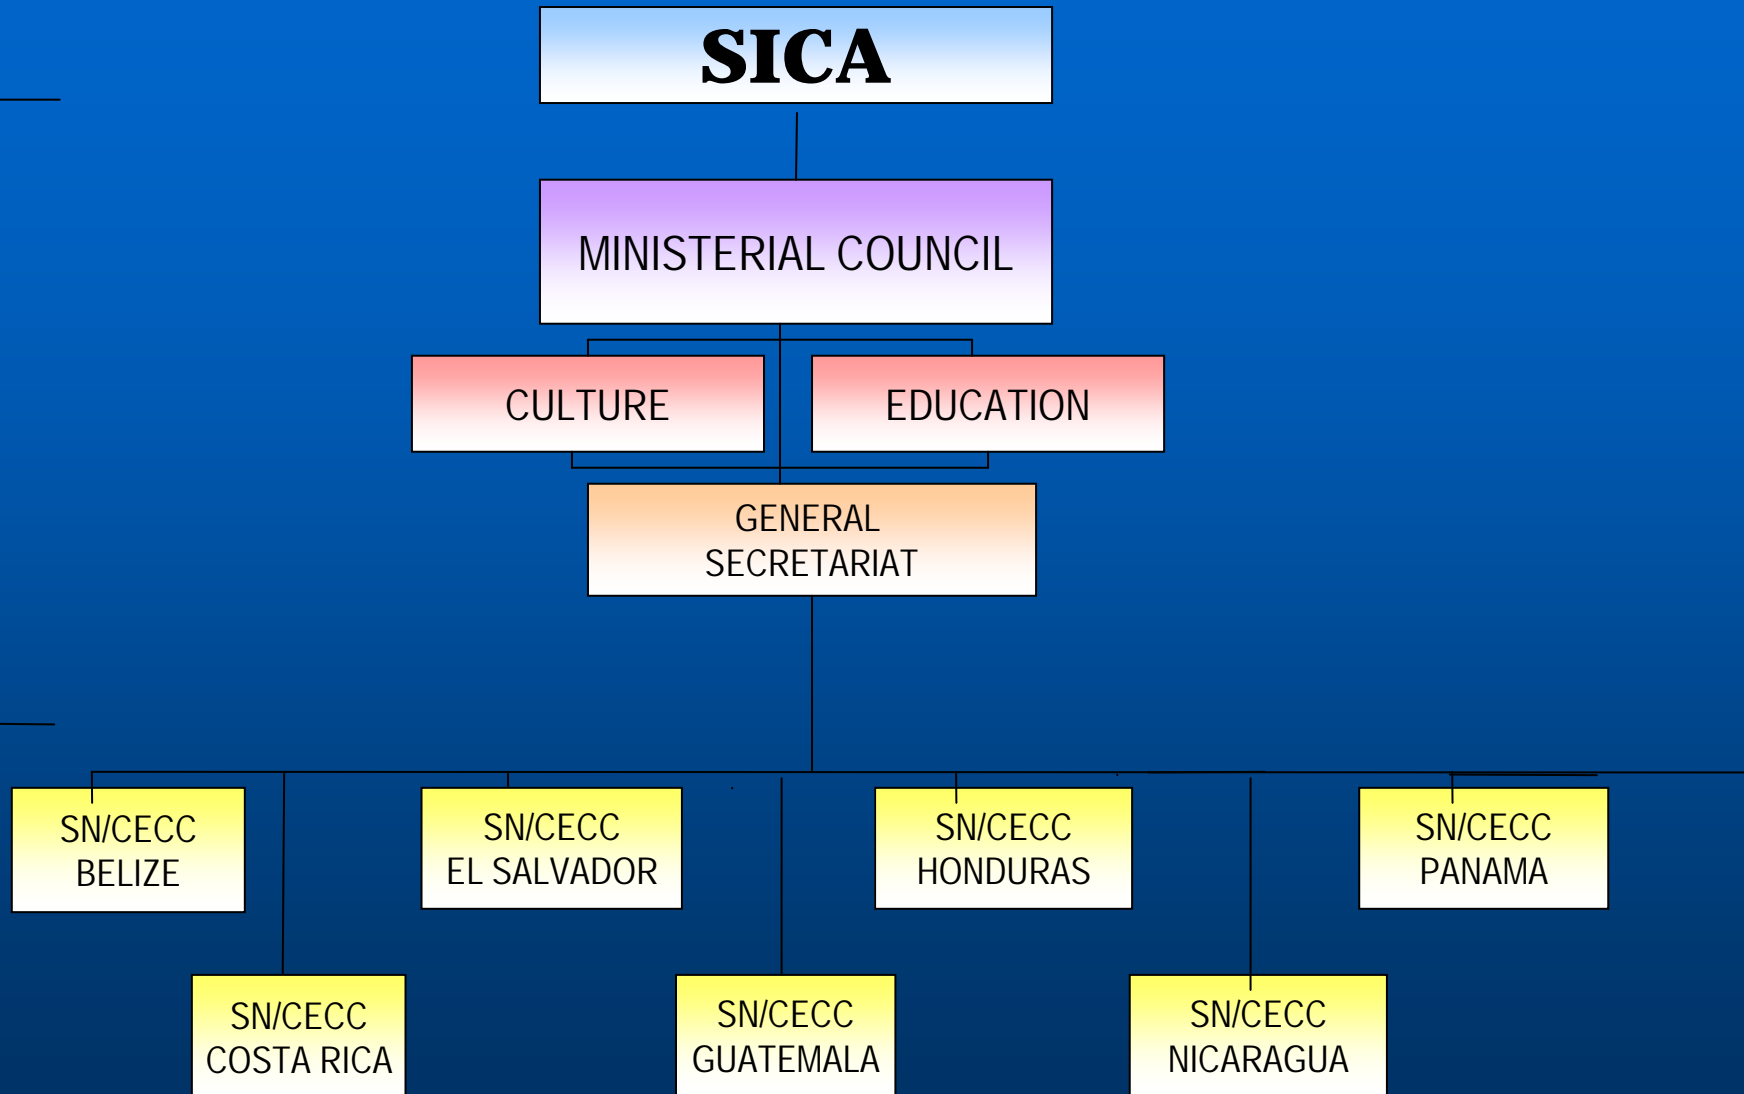 SICA
MINISTERIAL COUNCIL
CULTURE
EDUCATION
GENERAL
SECRETARIAT
SN/CECC
BELIZE
SN/CECC
EL SALVADOR
SN/CECC
HONDURAS
SN/CECC
PANAMA
SN/CECC
COSTA RICA
SN/CECC
GUATEMALA
SN/CECC
NICARAGUA